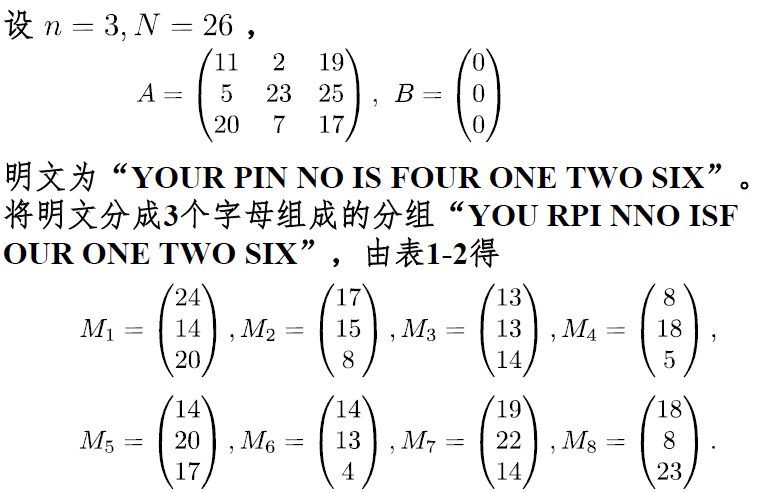 设 n = 3, N = 26 ，
A = \begin{pmatrix} 11 & 2 & 19 \\ 5 & 23 & 25 \\ 20 & 7 & 17 \end{pmatrix}, B = \begin{pmatrix} 0 \\ 0 \\ 0 \end{pmatrix}
明文为“YOUR PIN NO IS FOUR ONE TWO SIX”。
将明文分成3个字母组成的分组“YOU RPI NNO ISF
OUR ONE TWO SIX”，由表1-2得
M_1 = \begin{pmatrix} 24 \\ 14 \\ 20 \end{pmatrix}, M_2 = \begin{pmatrix} 17 \\ 15 \\ 8 \end{pmatrix}, M_3 = \begin{pmatrix} 13 \\ 13 \\ 14 \end{pmatrix}, M_4 = \begin{pmatrix} 8 \\ 18 \\ 5 \end{pmatrix},
M_5 = \begin{pmatrix} 14 \\ 20 \\ 17 \end{pmatrix}, M_6 = \begin{pmatrix} 14 \\ 13 \\ 4 \end{pmatrix}, M_7 = \begin{pmatrix} 19 \\ 22 \\ 14 \end{pmatrix}, M_8 = \begin{pmatrix} 18 \\ 8 \\ 23 \end{pmatrix}.